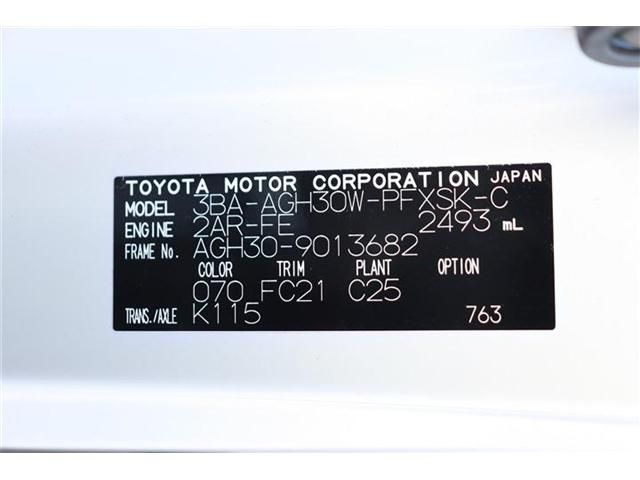 TOYOTA MOTOR CORPORATION JAPAN
MODEL 3BA-AGH30W-PFXSK-C
ENGINE 2AR-FE 2493 mL
FRAME No. AGH30-9013682
COLOR TRIM PLANT OPTION
070 FC21 C25
TRANS./AXLE K115 763